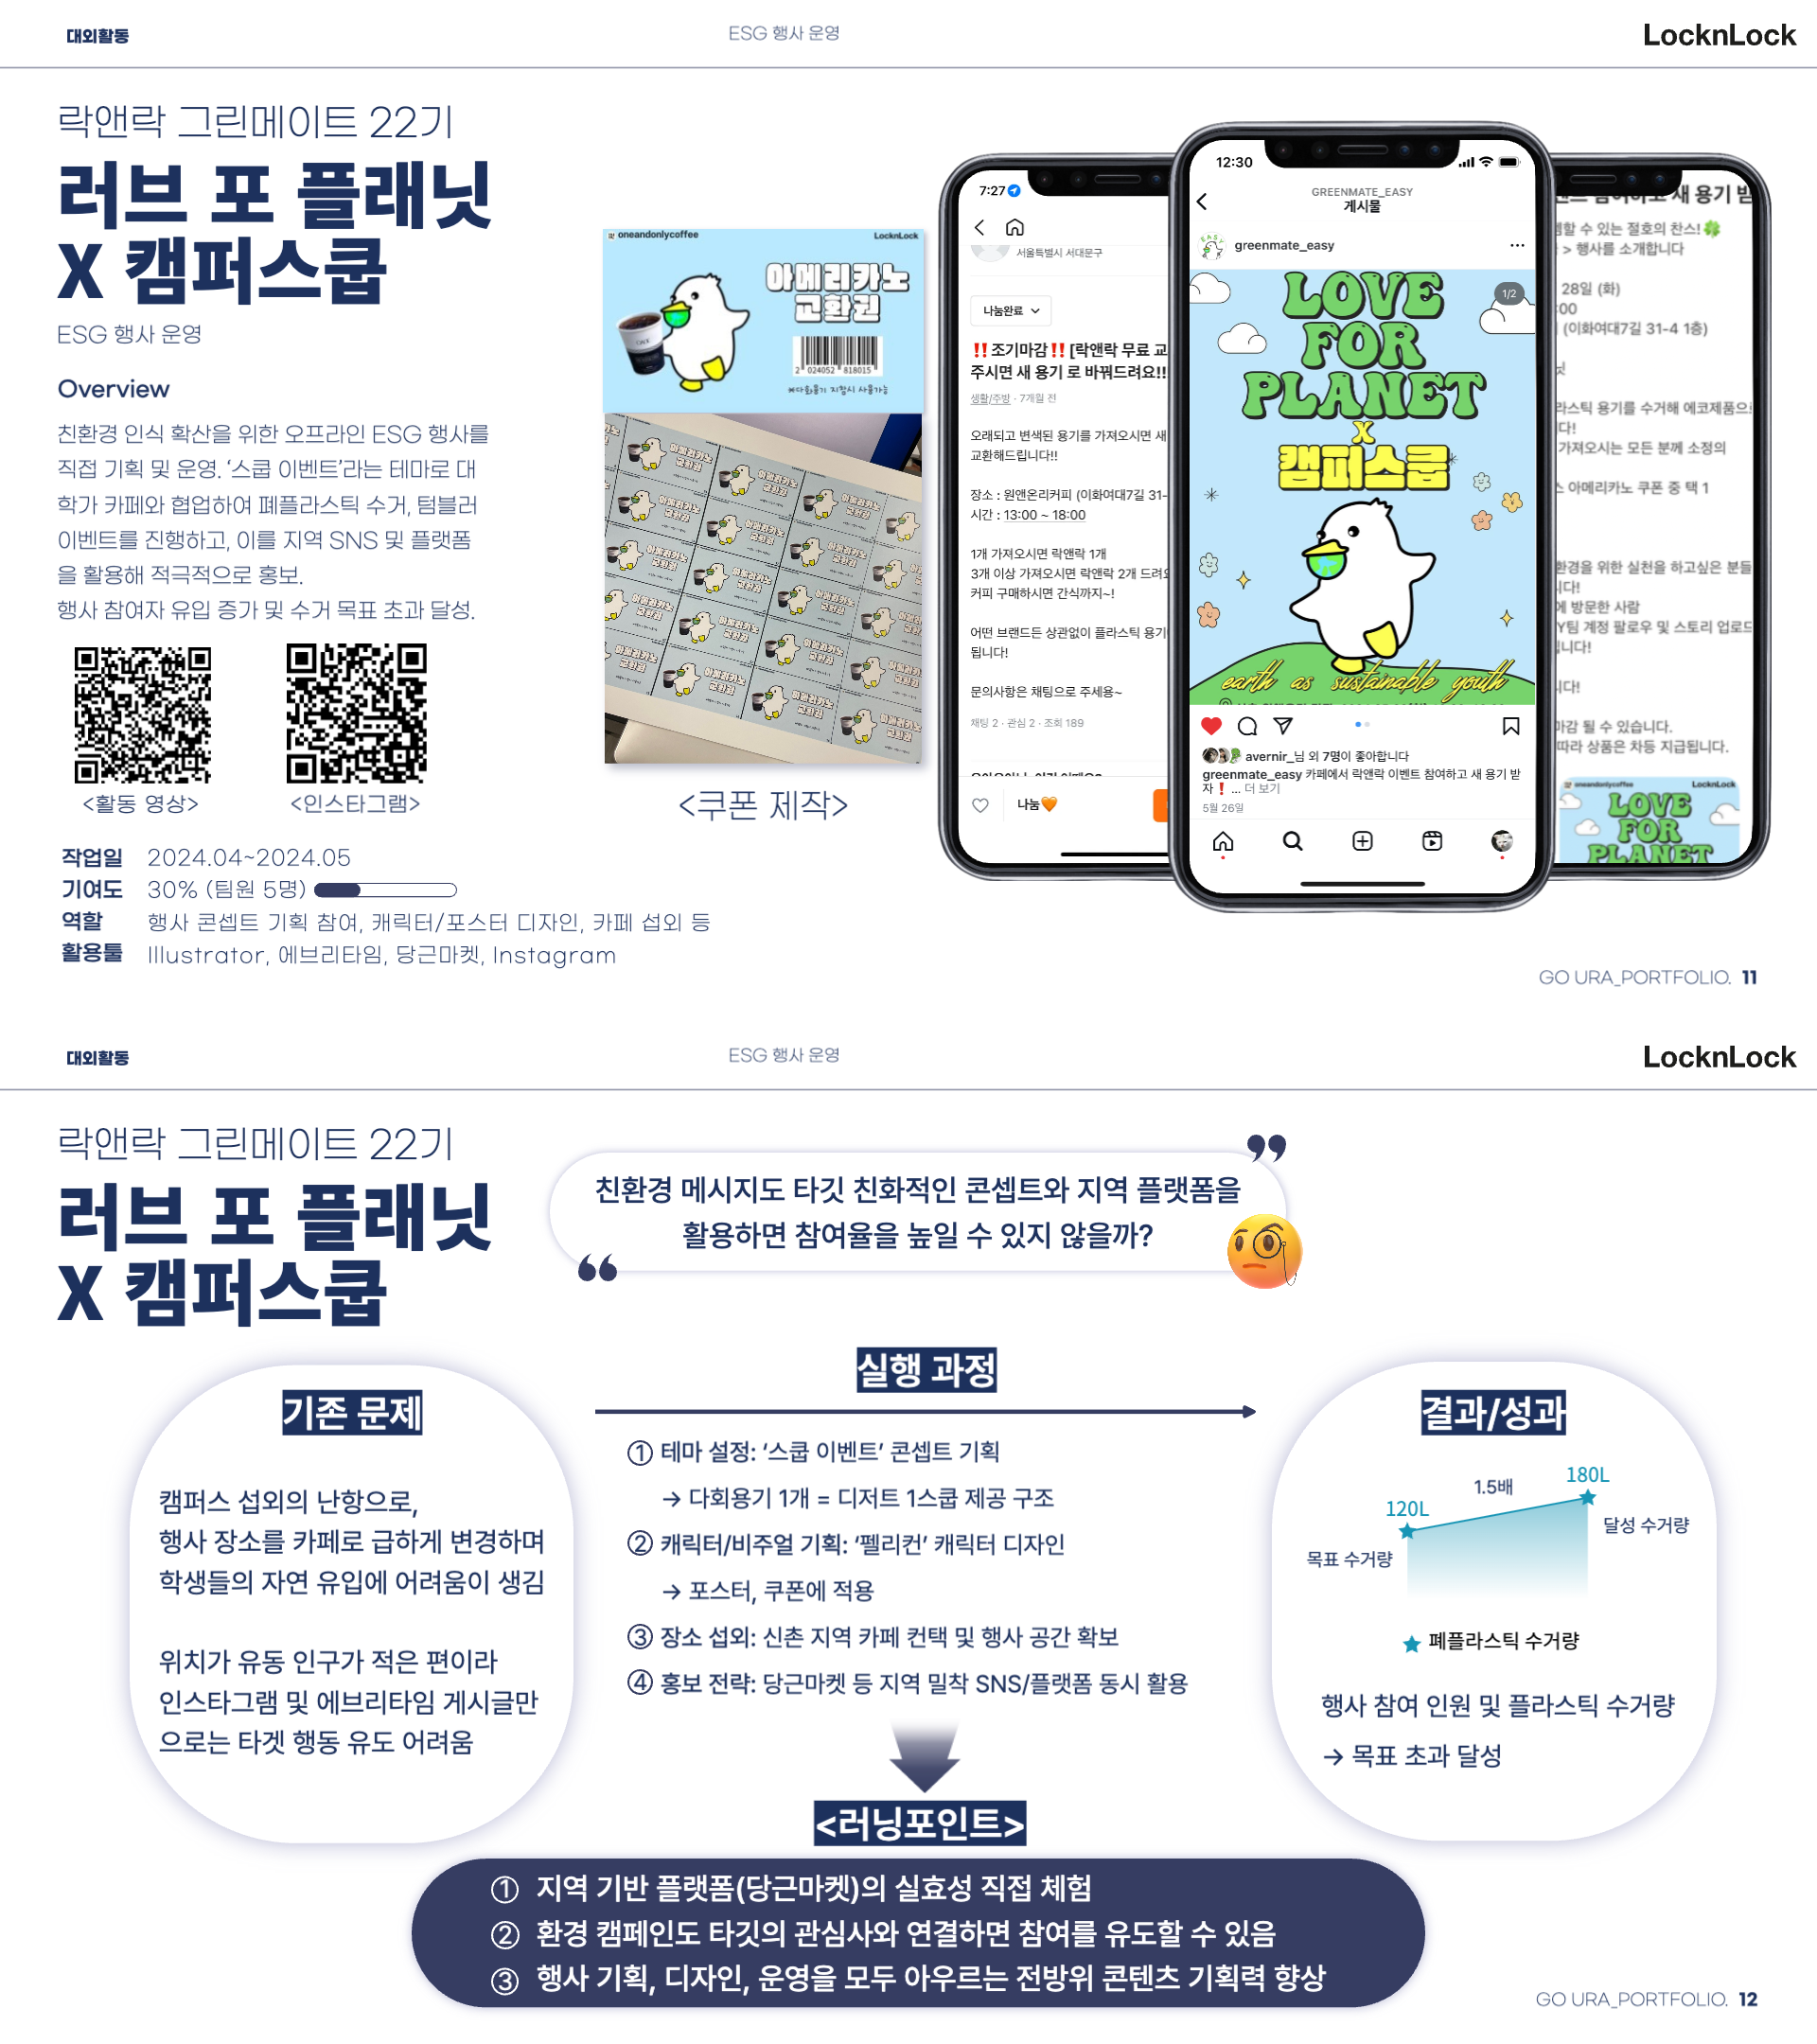 대외활동
ESG 행사 운영
LocknLock
락앤락 그린메이트 22기
러브 포 플래닛
X 캠퍼스쿱
ESG 행사 운영
Overview
친환경 인식 확산을 위한 오프라인 ESG 행사를
직접 기획 및 운영. ‘스쿱 이벤트’라는 테마로 대
학가 카페와 협업하여 폐플라스틱 수거, 텀블러
이벤트를 진행하고, 이를 지역 SNS 및 플랫폼
을 활용해 적극적으로 홍보.
행사 참여자 유입 증가 및 수거 목표 초과 달성.
<활동 영상>
<인스타그램>
작업일 2024.04~2024.05
기여도 30% (팀원 5명)
역할 행사 콘셉트 기획 참여, 캐릭터/포스터 디자인, 카페 섭외 등
활용툴 Illustrator, 에브리타임, 당근마켓, Instagram
oneandonlycoffee
LocknLock
아메리카노
교환권
2 024052 818015
※다회용기 지참시 사용가능
<쿠폰 제작>
7:27
서울특별시 서대문구
나눔완료
‼️조기마감‼️ [락앤락 무료 교
주시면 새 용기 로 바꿔드려요!!
생활/주방 · 7개월 전
오래되고 변색된 용기를 가져오시면 새
교환해드립니다!!
장소 : 원앤온리커피 (이화여대7길 31-
시간 : 13:00 ~ 18:00
1개 가져오시면 락앤락 1개
3개 이상 가져오시면 락앤락 2개 드려요
커피 구매하시면 간식까지~!
어떤 브랜드든 상관없이 플라스틱 용기
됩니다!
문의사항은 채팅으로 주세용~
채팅 2 · 관심 2 · 조회 189
나눔🧡
12:30
GREENMATE_EASY
게시물
greenmate_easy
1/2
LOVE
FOR
PLANET
X
캠퍼스쿱
earth as sustainable youth
avernir_님 외 7명이 좋아합니다
greenmate_easy 카페에서 락앤락 이벤트 참여하고 새 용기 받
자❗ ... 더 보기
5월 26일
새 용기 받
할 수 있는 절호의 찬스!🍀
> 행사를 소개합니다
28일 (화)
:00
(이화여대7길 31-4 1층)
라스틱 용기를 수거해 에코제품으
다!
가져오시는 모든 분께 소정의
아메리카노 쿠폰 중 택 1
환경을 위한 실천을 하고싶은 분들
니다!
에 방문한 사람
Y팀 계정 팔로우 및 스토리 업로드
니다!
니다!
마감 될 수 있습니다.
따라 상품은 차등 지급됩니다.
oneandonlycoffee
LocknLock
LOVE
FOR
PLANET
GO URA_PORTFOLIO. 11
대외활동
ESG 행사 운영
LocknLock
락앤락 그린메이트 22기
러브 포 플래닛
X 캠퍼스쿱
“친환경 메시지도 타깃 친화적인 콘셉트와 지역 플랫폼을
활용하면 참여율을 높일 수 있지 않을까?”
기존 문제
캠퍼스 섭외의 난항으로,
행사 장소를 카페로 급하게 변경하며
학생들의 자연 유입에 어려움이 생김
위치가 유동 인구가 적은 편이라
인스타그램 및 에브리타임 게시글만
으로는 타겟 행동 유도 어려움
실행 과정
① 테마 설정: ‘스쿱 이벤트’ 콘셉트 기획
→ 다회용기 1개 = 디저트 1스쿱 제공 구조
② 캐릭터/비주얼 기획: ‘펠리컨’ 캐릭터 디자인
→ 포스터, 쿠폰에 적용
③ 장소 섭외: 신촌 지역 카페 컨택 및 행사 공간 확보
④ 홍보 전략: 당근마켓 등 지역 밀착 SNS/플랫폼 동시 활용
결과/성과
180L
1.5배
120L
달성 수거량
목표 수거량
★ 폐플라스틱 수거량
행사 참여 인원 및 플라스틱 수거량
→ 목표 초과 달성
<러닝포인트>
① 지역 기반 플랫폼(당근마켓)의 실효성 직접 체험
② 환경 캠페인도 타깃의 관심사와 연결하면 참여를 유도할 수 있음
③ 행사 기획, 디자인, 운영을 모두 아우르는 전방위 콘텐츠 기획력 향상
GO URA_PORTFOLIO. 12